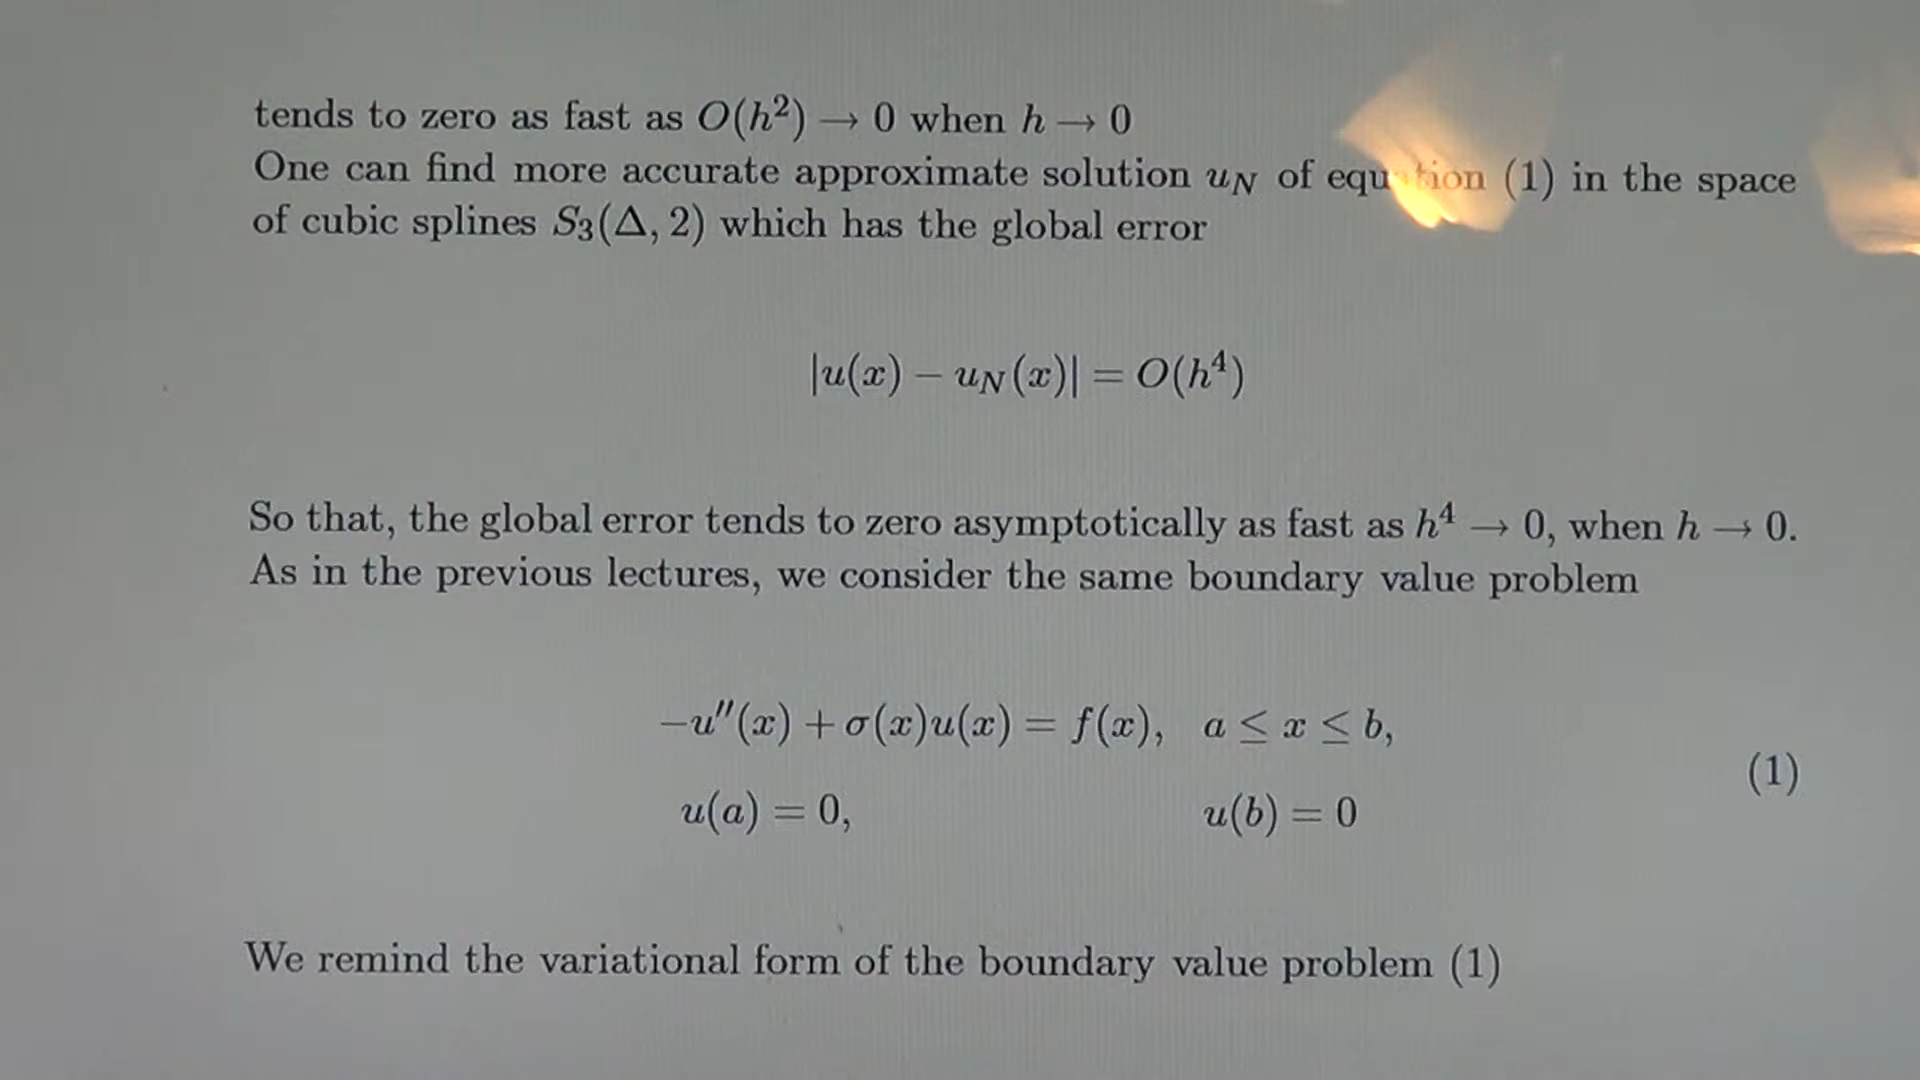 tends to zero as fast as O(h²) → 0 when h → 0
One can find more accurate approximate solution u_N of equation (1) in the space
of cubic splines S₃(Δ, 2) which has the global error
|u(x) − u_N(x)| = O(h⁴)
So that, the global error tends to zero asymptotically as fast as h⁴ → 0, when h → 0.
As in the previous lectures, we consider the same boundary value problem
−u″(x) + σ(x)u(x) = f(x), a ≤ x ≤ b,
(1)
u(a) = 0, u(b) = 0
We remind the variational form of the boundary value problem (1)